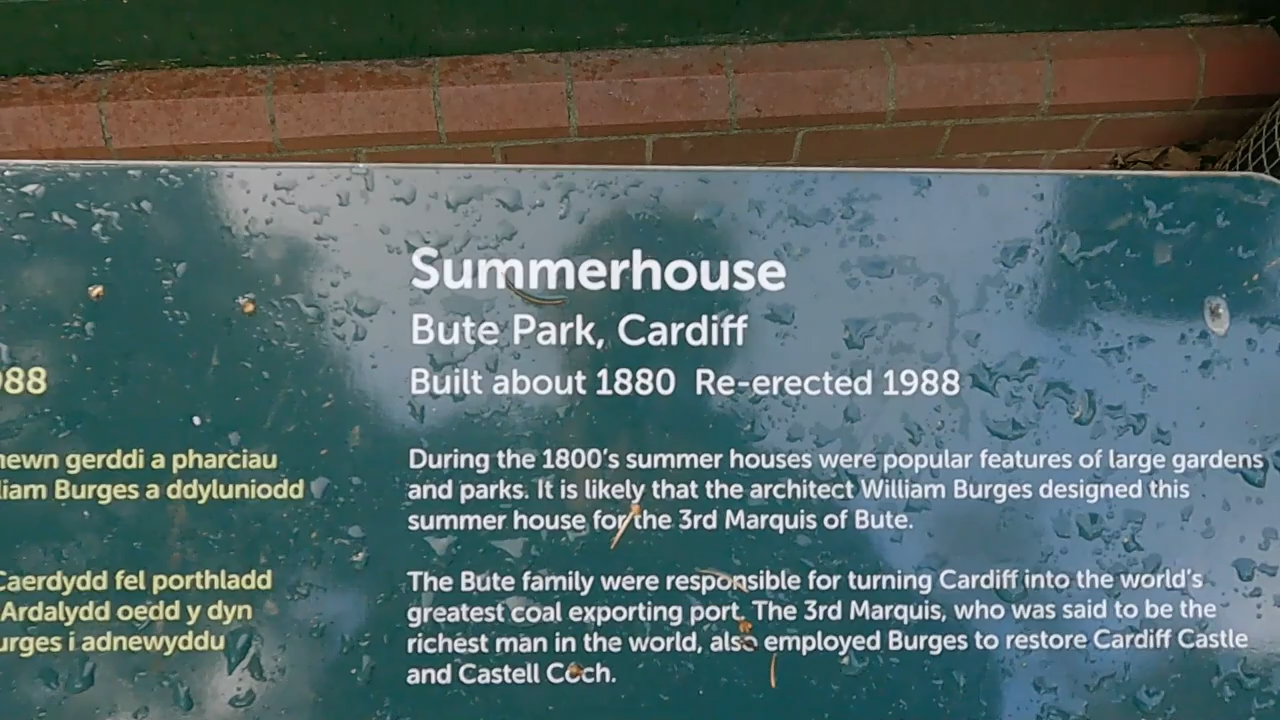 Summerhouse
Bute Park, Cardiff
Built about 1880 Re-erected 1988
During the 1800's summer houses were popular features of large gardens
and parks. It is likely that the architect William Burges designed this
summer house for the 3rd Marquis of Bute.
The Bute family were responsible for turning Cardiff into the world's
greatest coal exporting port. The 3rd Marquis, who was said to be the
richest man in the world, also employed Burges to restore Cardiff Castle
and Castell Coch.
88
gerddi a pharciau
Burges a ddyluniodd
Caerdydd fel porthladd
Ardalydd oedd y dyn
i adnewyddu